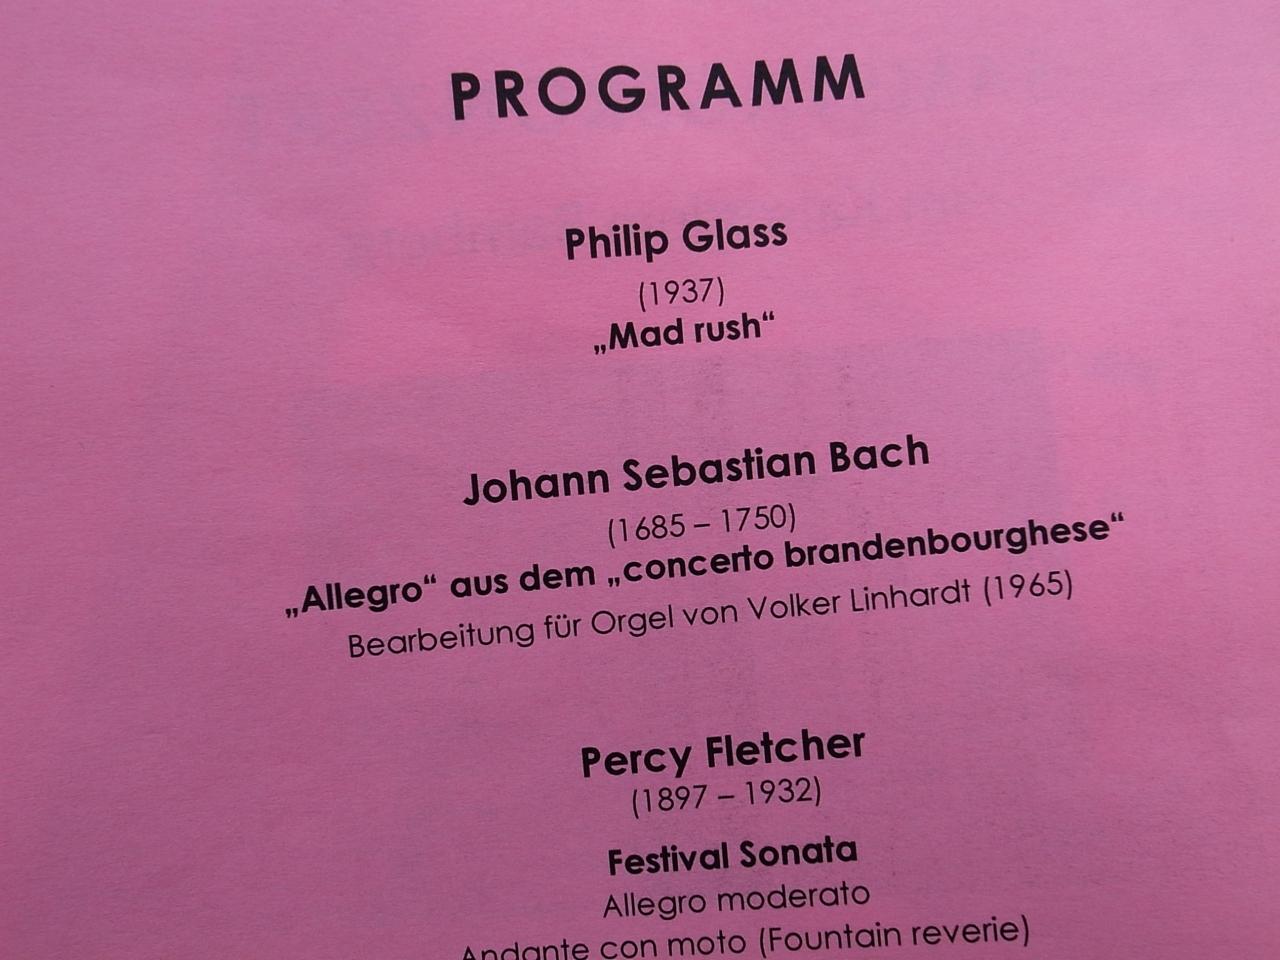 PROGRAMM
Philip Glass
(1937)
„Mad rush“
Johann Sebastian Bach
(1685 – 1750)
„Allegro“ aus dem „concerto brandenbourghese“
Bearbeitung für Orgel von Volker Linhardt (1965)
Percy Fletcher
(1897 – 1932)
Festival Sonata
Allegro moderato
Andante con moto (Fountain reverie)